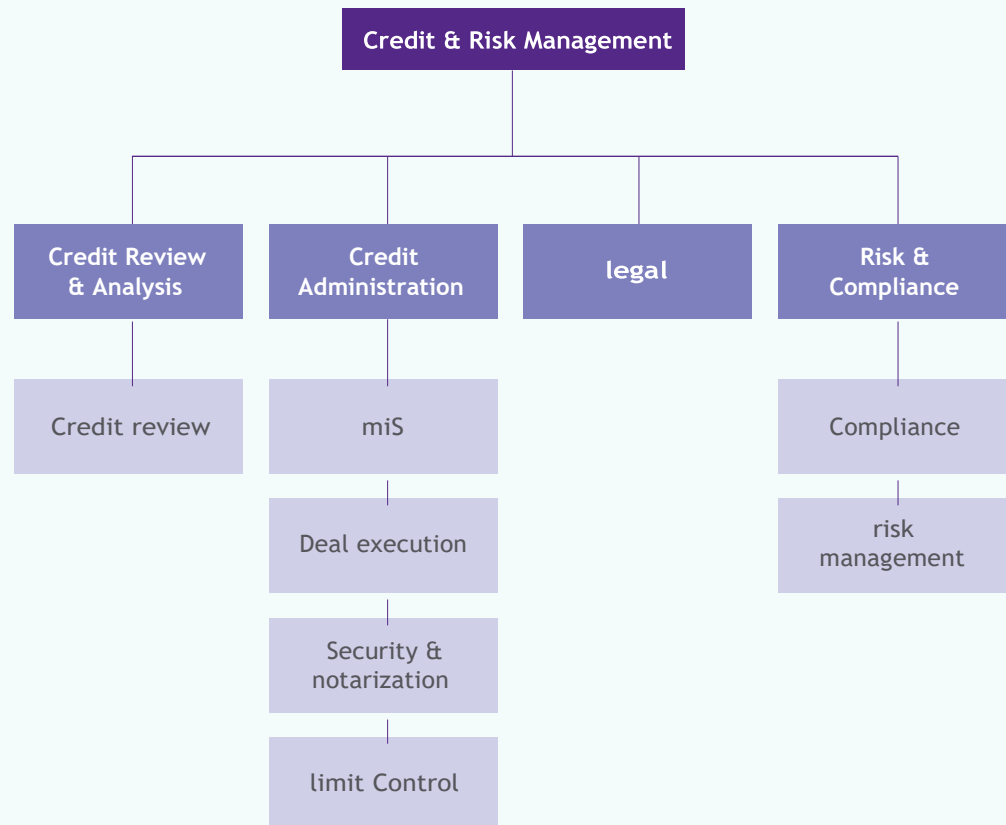 Credit & Risk Management
Credit Review
& Analysis
Credit
Administration
legal
Risk &
Compliance
Credit review
miS
Compliance
Deal execution
risk
management
Security &
notarization
limit Control